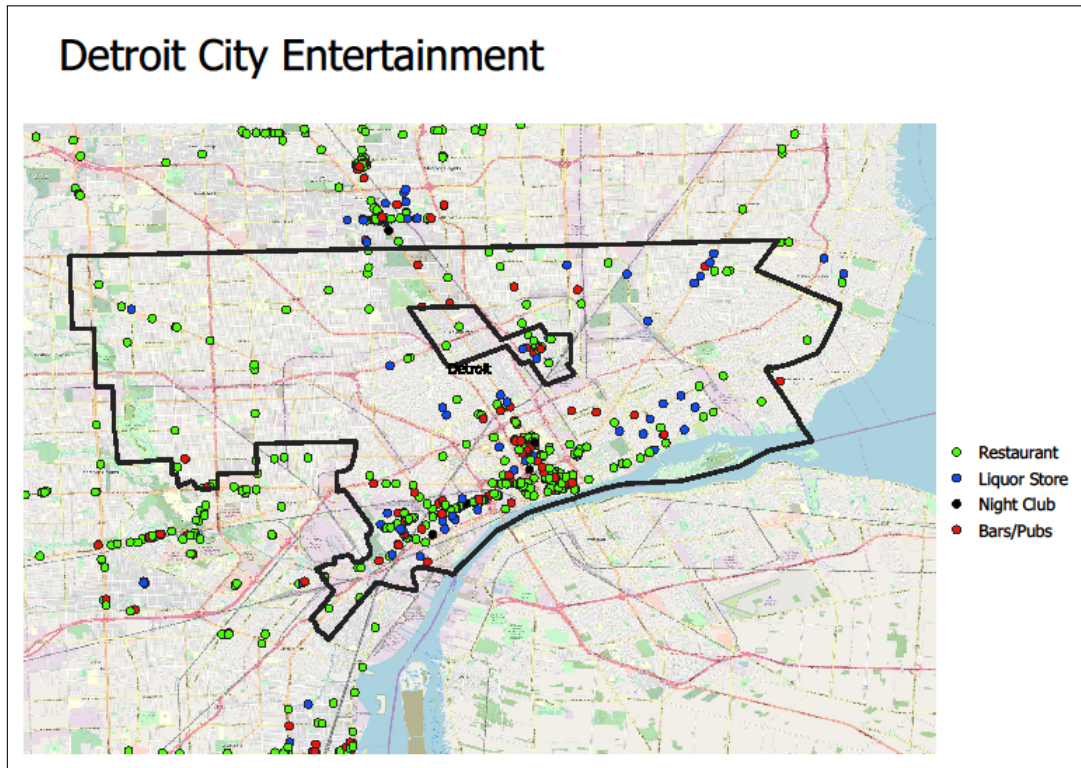 Detroit City Entertainment
Detroit
Restaurant
Liquor Store
Night Club
Bars/Pubs